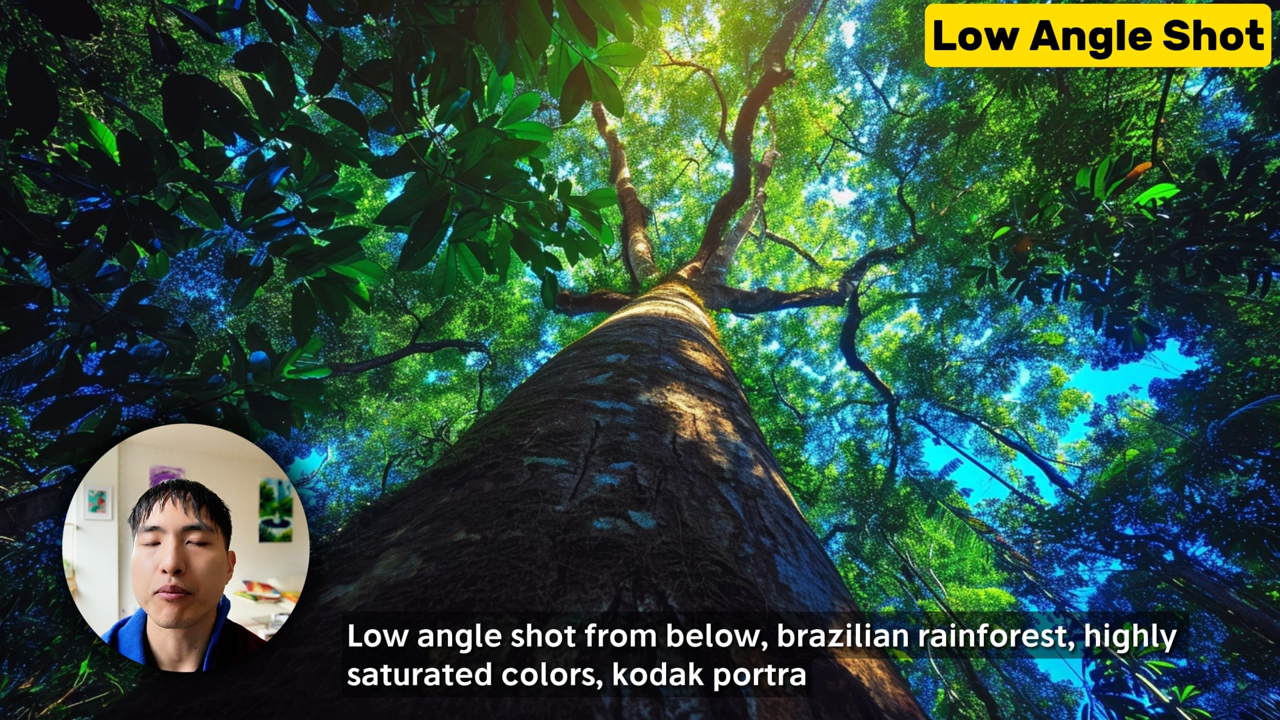 Low Angle Shot
Low angle shot from below, brazilian rainforest, highly
saturated colors, kodak portra